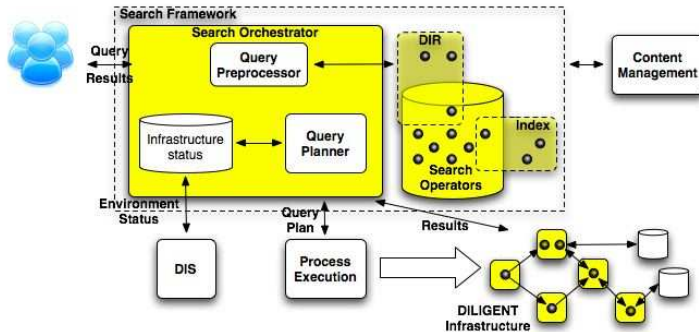 Search Framework
Search Orchestrator
Query
Results
Query
Preprocessor
DIR
Content
Management
Infrastructure
status
Query
Planner
Index
Search
Operators
Environment
Status
Query
Plan
Results
DIS
Process
Execution
DILIGENT
Infrastructure